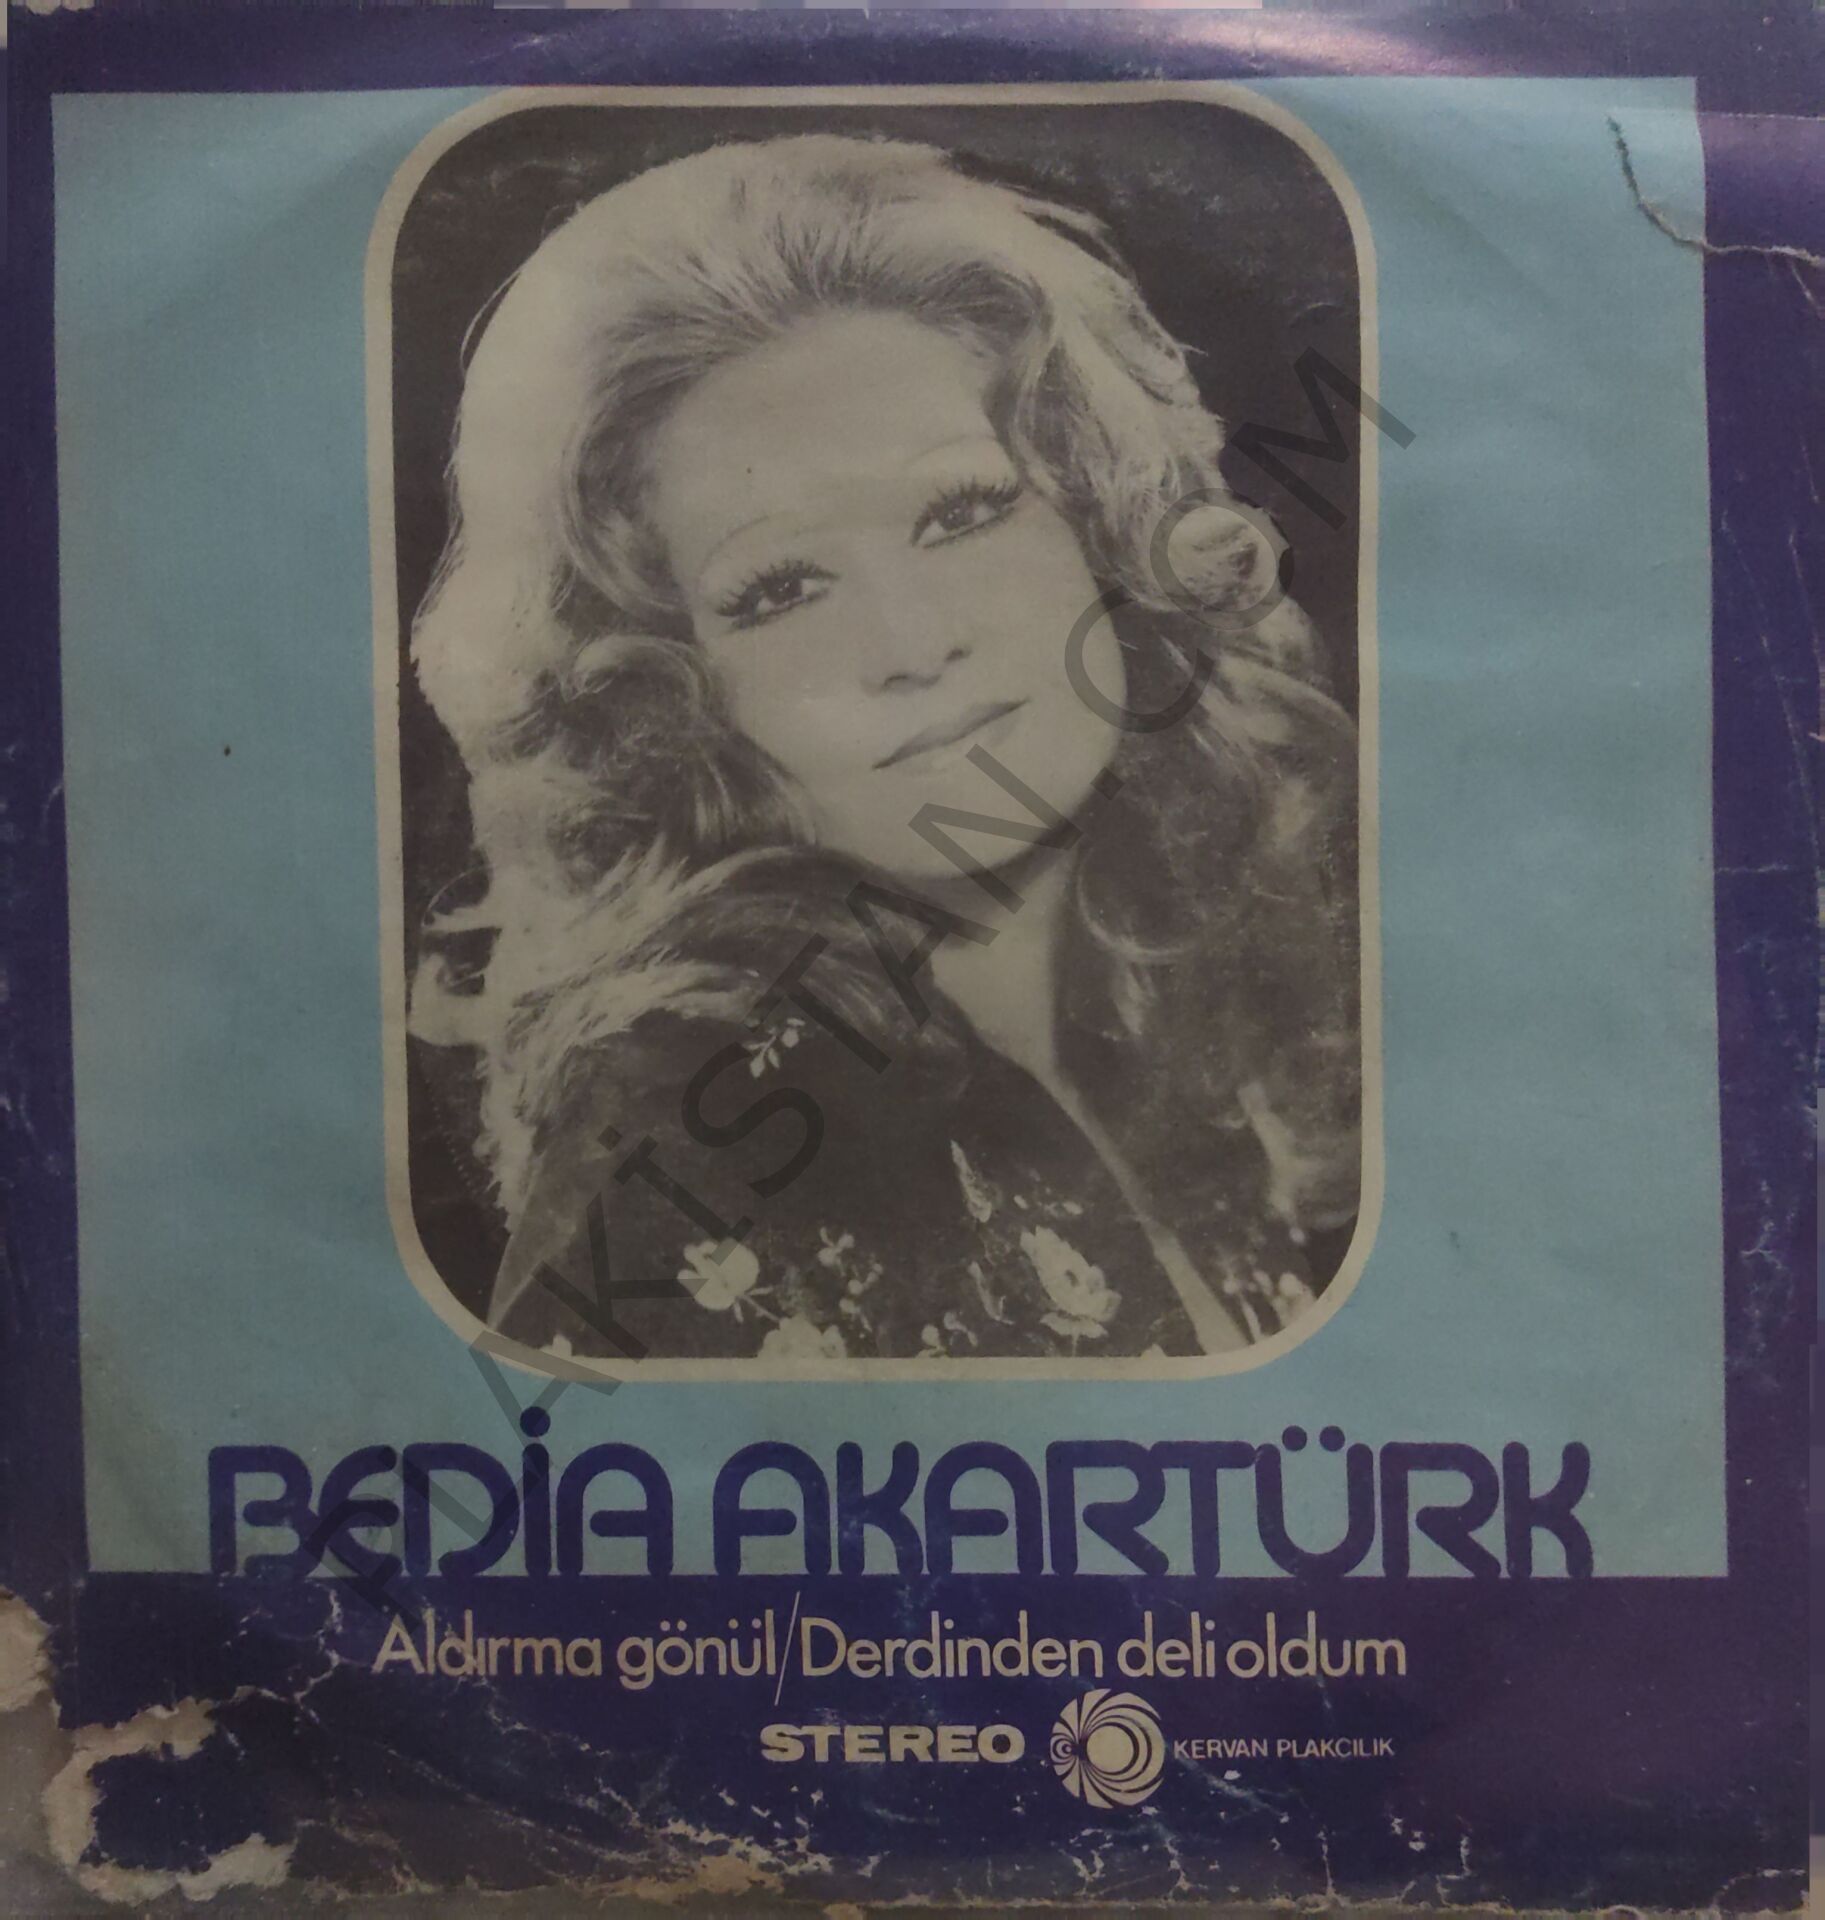 BEDİA AKARTÜRK
Aldırma gönül/Derdinden deli oldum
STEREO KERVAN PLAKCILIK
PLAKİSTAN.COM